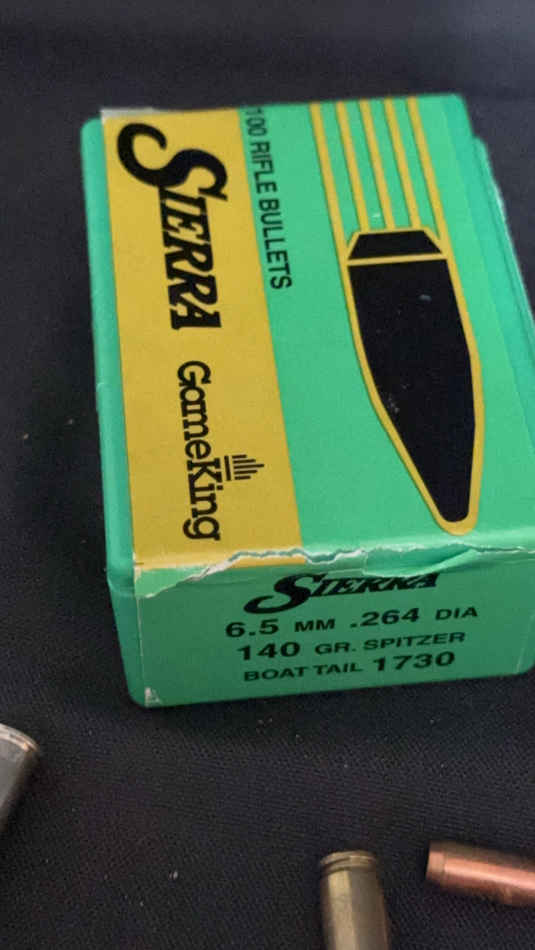 SIERRA GameKing
100 RIFLE BULLETS
SIERRA
6.5 MM .264 DIA
140 GR. SPITZER
BOAT TAIL 1730